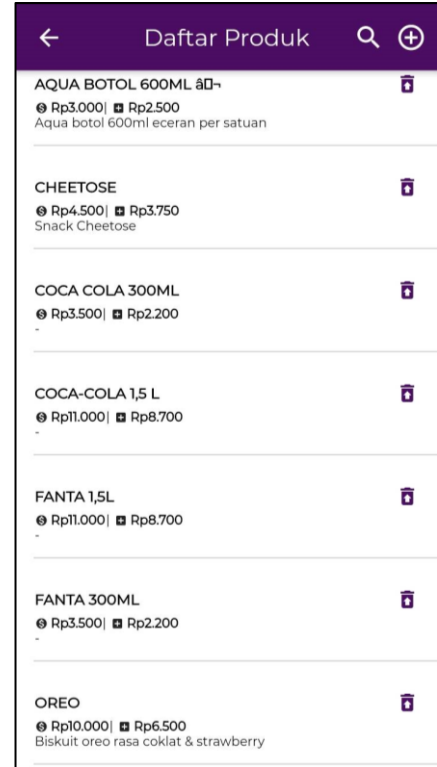 Daftar Produk
AQUA BOTOL 600ML â□¬
Rp3.000| Rp2.500
Aqua botol 600ml eceran per satuan
CHEETOSE
Rp4.500| Rp3.750
Snack Cheetose
COCA COLA 300ML
Rp3.500| Rp2.200
-
COCA-COLA 1,5 L
Rp11.000| Rp8.700
-
FANTA 1,5L
Rp11.000| Rp8.700
-
FANTA 300ML
Rp3.500| Rp2.200
-
OREO
Rp10.000| Rp6.500
Biskuit oreo rasa coklat & strawberry